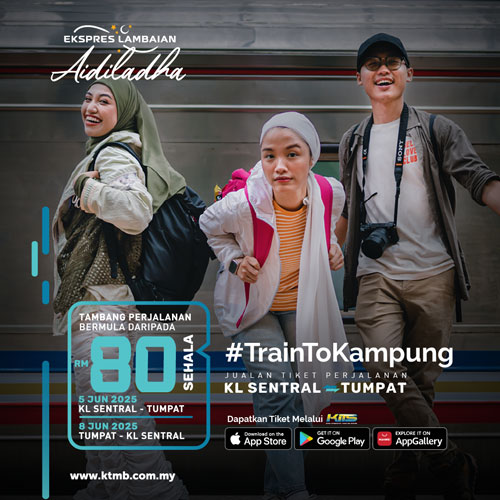 EKSPRES LAMBAIAN
Aidiladha
SONY
TAMBANG PERJALANAN
BERMULA DARIPADA
RM 80 SEHALA
5 JUN 2025
KL SENTRAL - TUMPAT
8 JUN 2025
TUMPAT - KL SENTRAL
#TrainToKampung
JUALAN TIKET PERJALANAN
KL SENTRAL TUMPAT
Dapatkan Tiket Melalui KITS
Download on the
App Store
GET IT ON
Google Play
EXPLORE IT ON
AppGallery
www.ktmb.com.my